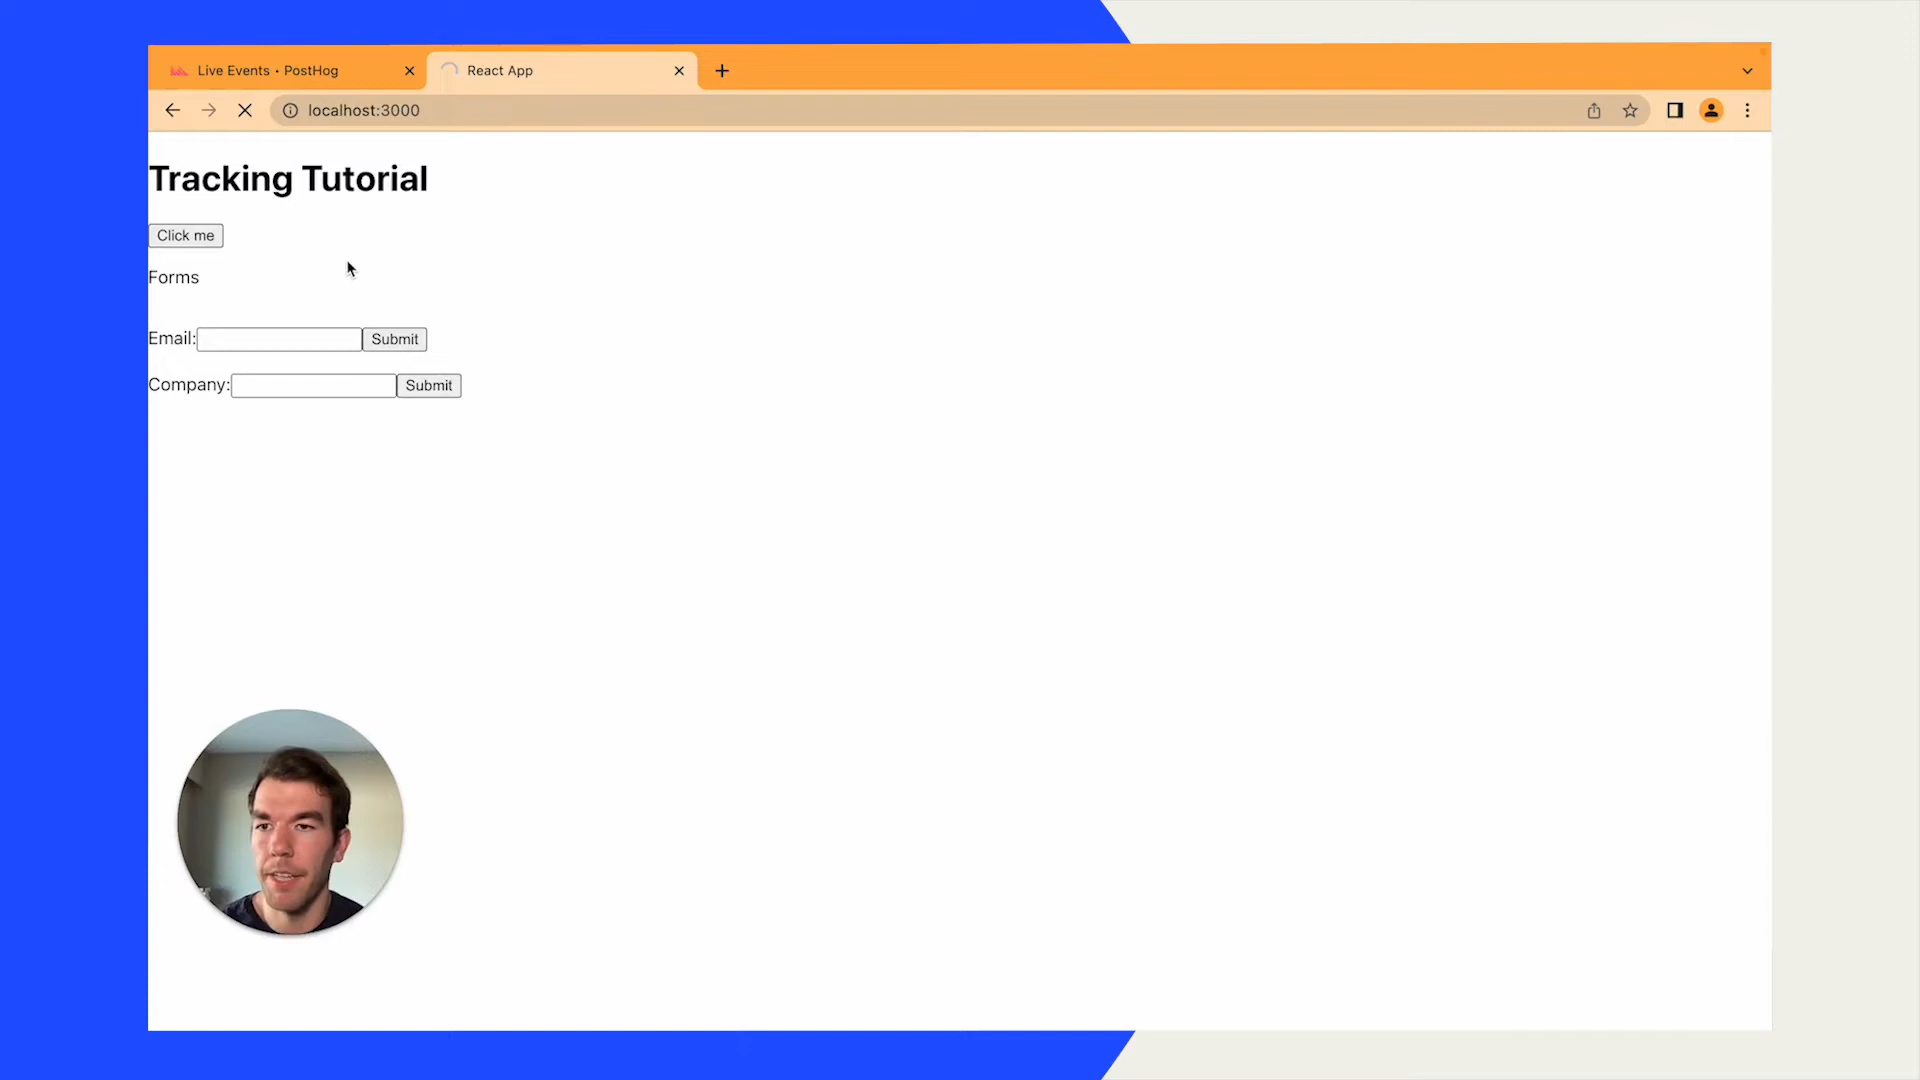 Live Events • PostHog
React App
localhost:3000
Tracking Tutorial
Click me
Forms
Email:
Submit
Company:
Submit